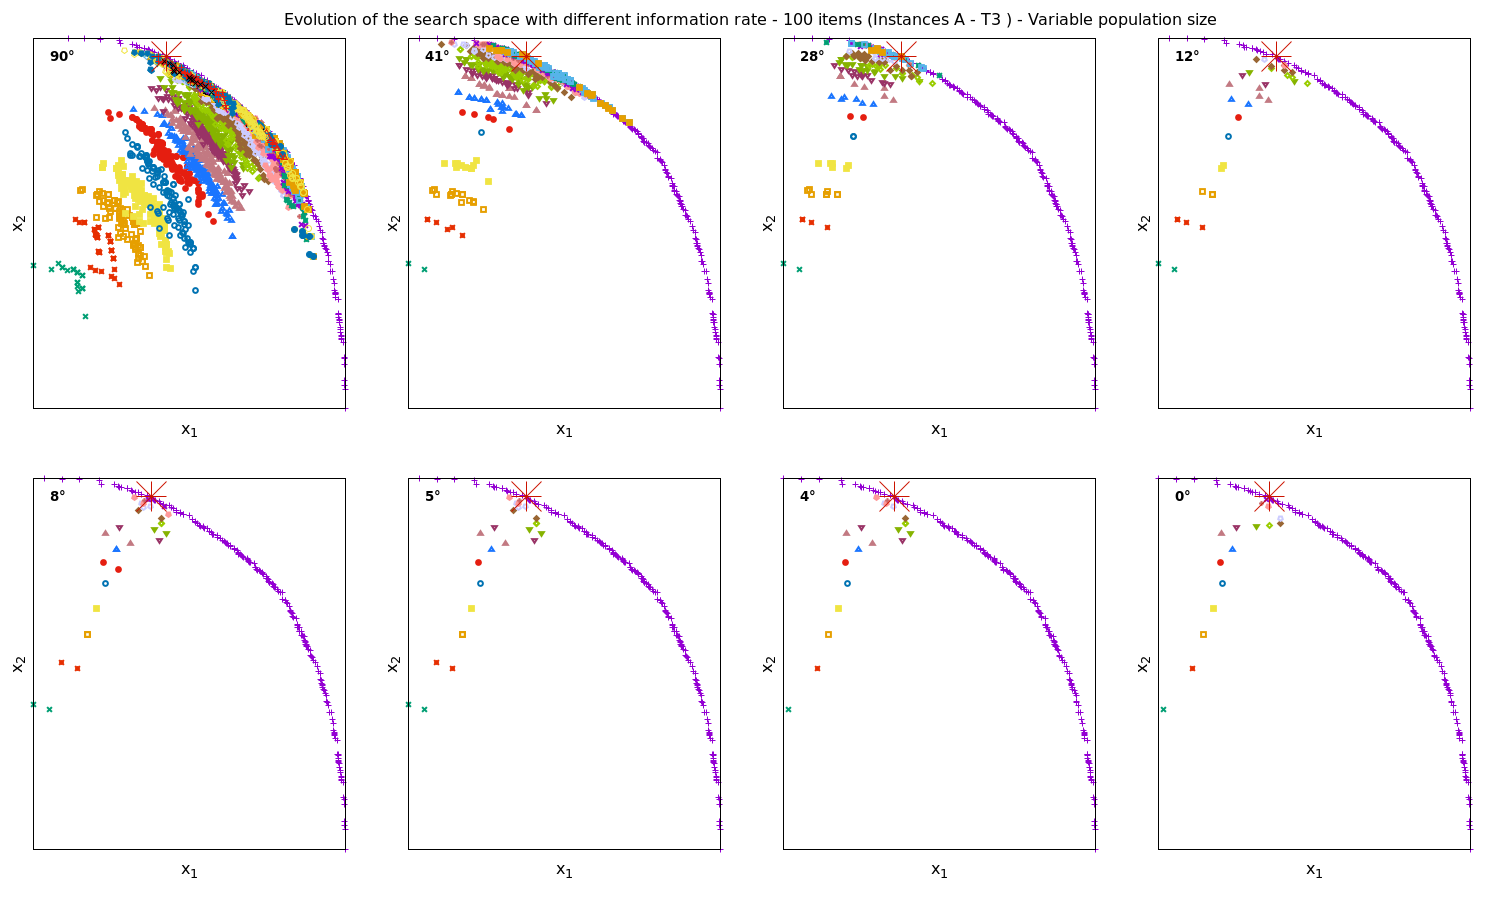 Evolution of the search space with different information rate - 100 items (Instances A - T3 ) - Variable population size
90°
41°
28°
12°
x₂
x₂
x₂
x₂
x₁
x₁
x₁
x₁
8°
5°
4°
0°
x₂
x₂
x₂
x₂
x₁
x₁
x₁
x₁